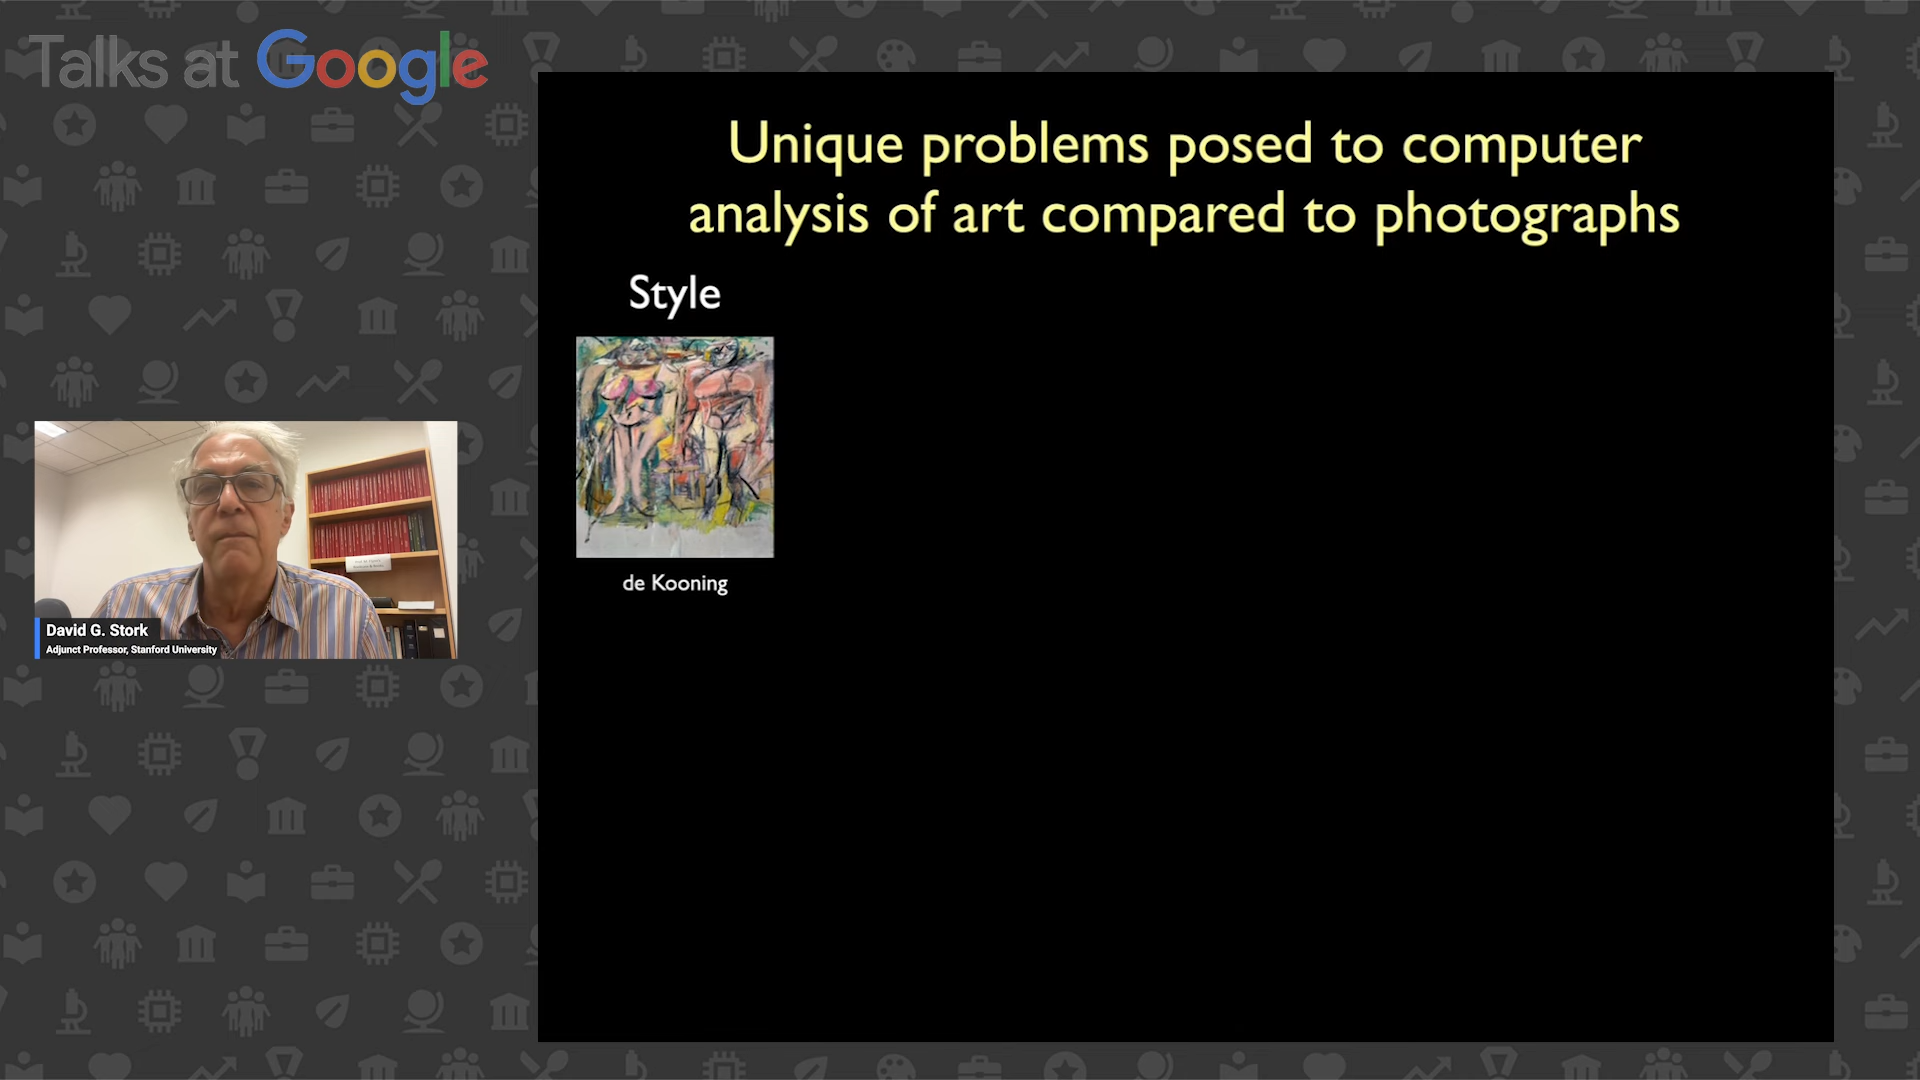 Talks at Google
Unique problems posed to computer
analysis of art compared to photographs
Style
de Kooning
David G. Stork
Adjunct Professor, Stanford University